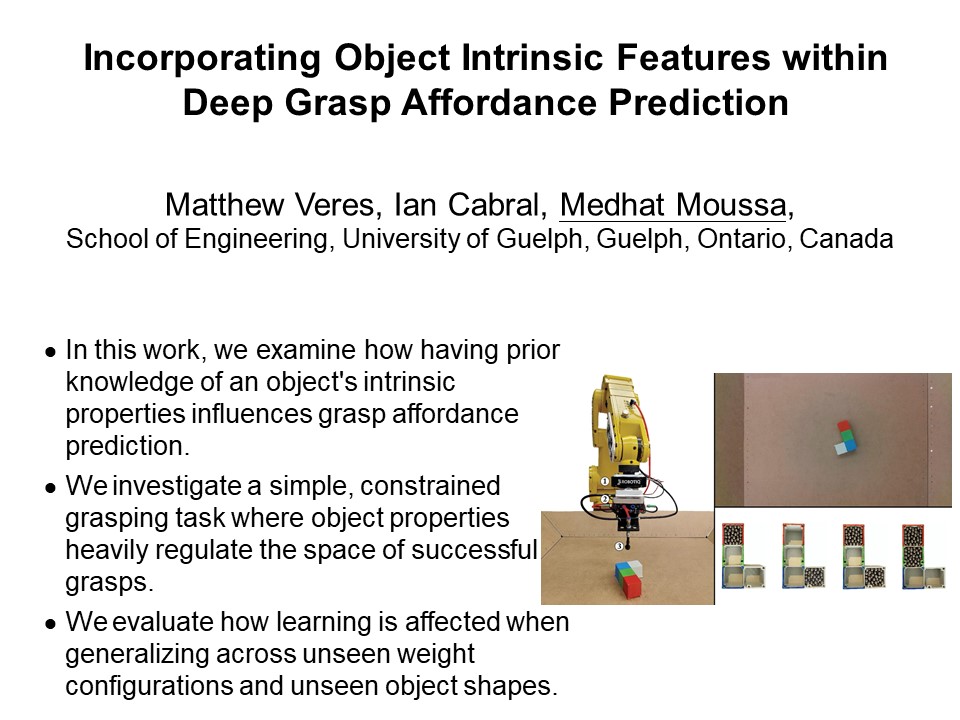 Incorporating Object Intrinsic Features within
Deep Grasp Affordance Prediction
Matthew Veres, Ian Cabral, Medhat Moussa,
School of Engineering, University of Guelph, Guelph, Ontario, Canada
● In this work, we examine how having prior
knowledge of an object's intrinsic
properties influences grasp affordance
prediction.
● We investigate a simple, constrained
grasping task where object properties
heavily regulate the space of successful
grasps.
● We evaluate how learning is affected when
generalizing across unseen weight
configurations and unseen object shapes.
1
ROBOTIQ
2
3